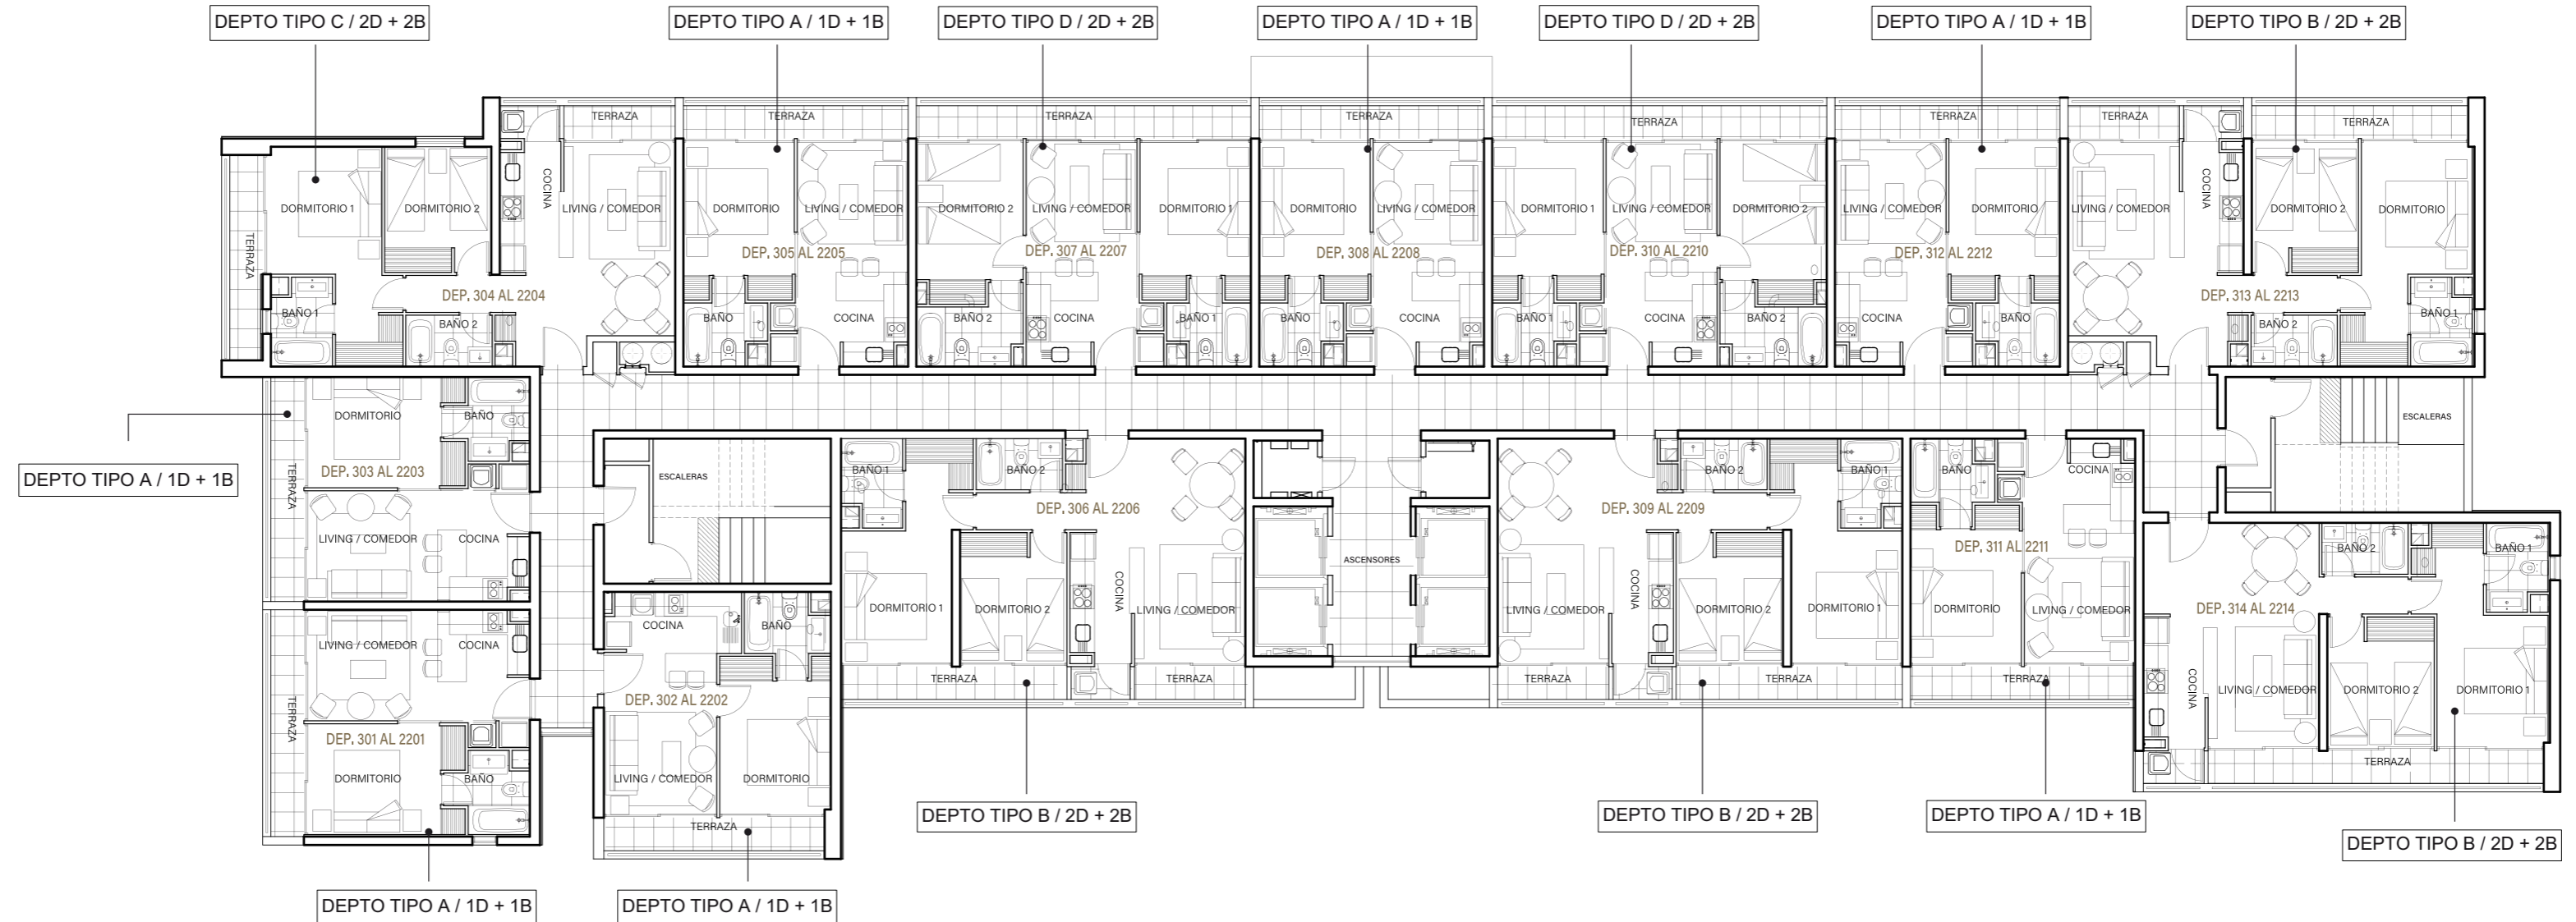 DEPTO TIPO C / 2D + 2B
DEPTO TIPO A / 1D + 1B
DEPTO TIPO D / 2D + 2B
DEPTO TIPO A / 1D + 1B
DEPTO TIPO D / 2D + 2B
DEPTO TIPO A / 1D + 1B
DEPTO TIPO B / 2D + 2B
TERRAZA
DORMITORIO 1
DORMITORIO 2
COCINA
TERRAZA
LIVING / COMEDOR
BAÑO 1
BAÑO 2
DEP. 304 AL 2204
TERRAZA
DORMITORIO
LIVING / COMEDOR
DEP. 305 AL 2205
BAÑO
COCINA
TERRAZA
DORMITORIO 2
LIVING / COMEDOR
DORMITORIO 1
DEP. 307 AL 2207
BAÑO 2
COCINA
BAÑO 1
TERRAZA
DORMITORIO
LIVING / COMEDOR
DEP. 308 AL 2208
BAÑO
COCINA
TERRAZA
DORMITORIO 1
LIVING / COMEDOR
DORMITORIO 2
DEP. 310 AL 2210
BAÑO 1
COCINA
BAÑO 2
TERRAZA
LIVING / COMEDOR
DORMITORIO
DEP. 312 AL 2212
COCINA
BAÑO
TERRAZA
TERRAZA
LIVING / COMEDOR
COCINA
DORMITORIO 2
DORMITORIO
DEP. 313 AL 2213
BAÑO 2
BAÑO 1
DEPTO TIPO A / 1D + 1B
DORMITORIO
BAÑO
DEP. 303 AL 2203
TERRAZA
LIVING / COMEDOR
COCINA
LIVING / COMEDOR
COCINA
TERRAZA
DEP. 301 AL 2201
DORMITORIO
BAÑO
ESCALERAS
COCINA
BAÑO
DEP. 302 AL 2202
LIVING / COMEDOR
DORMITORIO
TERRAZA
BAÑO 1
BAÑO 2
DEP. 306 AL 2206
DORMITORIO 1
DORMITORIO 2
COCINA
LIVING / COMEDOR
TERRAZA
TERRAZA
ASCENSORES
DEP. 309 AL 2209
BAÑO 2
BAÑO 1
LIVING / COMEDOR
COCINA
DORMITORIO 2
DORMITORIO 1
TERRAZA
TERRAZA
BAÑO
COCINA
DEP. 311 AL 2211
DORMITORIO
LIVING / COMEDOR
TERRAZA
ESCALERAS
BAÑO 2
BAÑO 1
DEP. 314 AL 2214
COCINA
LIVING / COMEDOR
DORMITORIO 2
DORMITORIO 1
TERRAZA
DEPTO TIPO B / 2D + 2B
DEPTO TIPO B / 2D + 2B
DEPTO TIPO A / 1D + 1B
DEPTO TIPO B / 2D + 2B
DEPTO TIPO A / 1D + 1B
DEPTO TIPO A / 1D + 1B